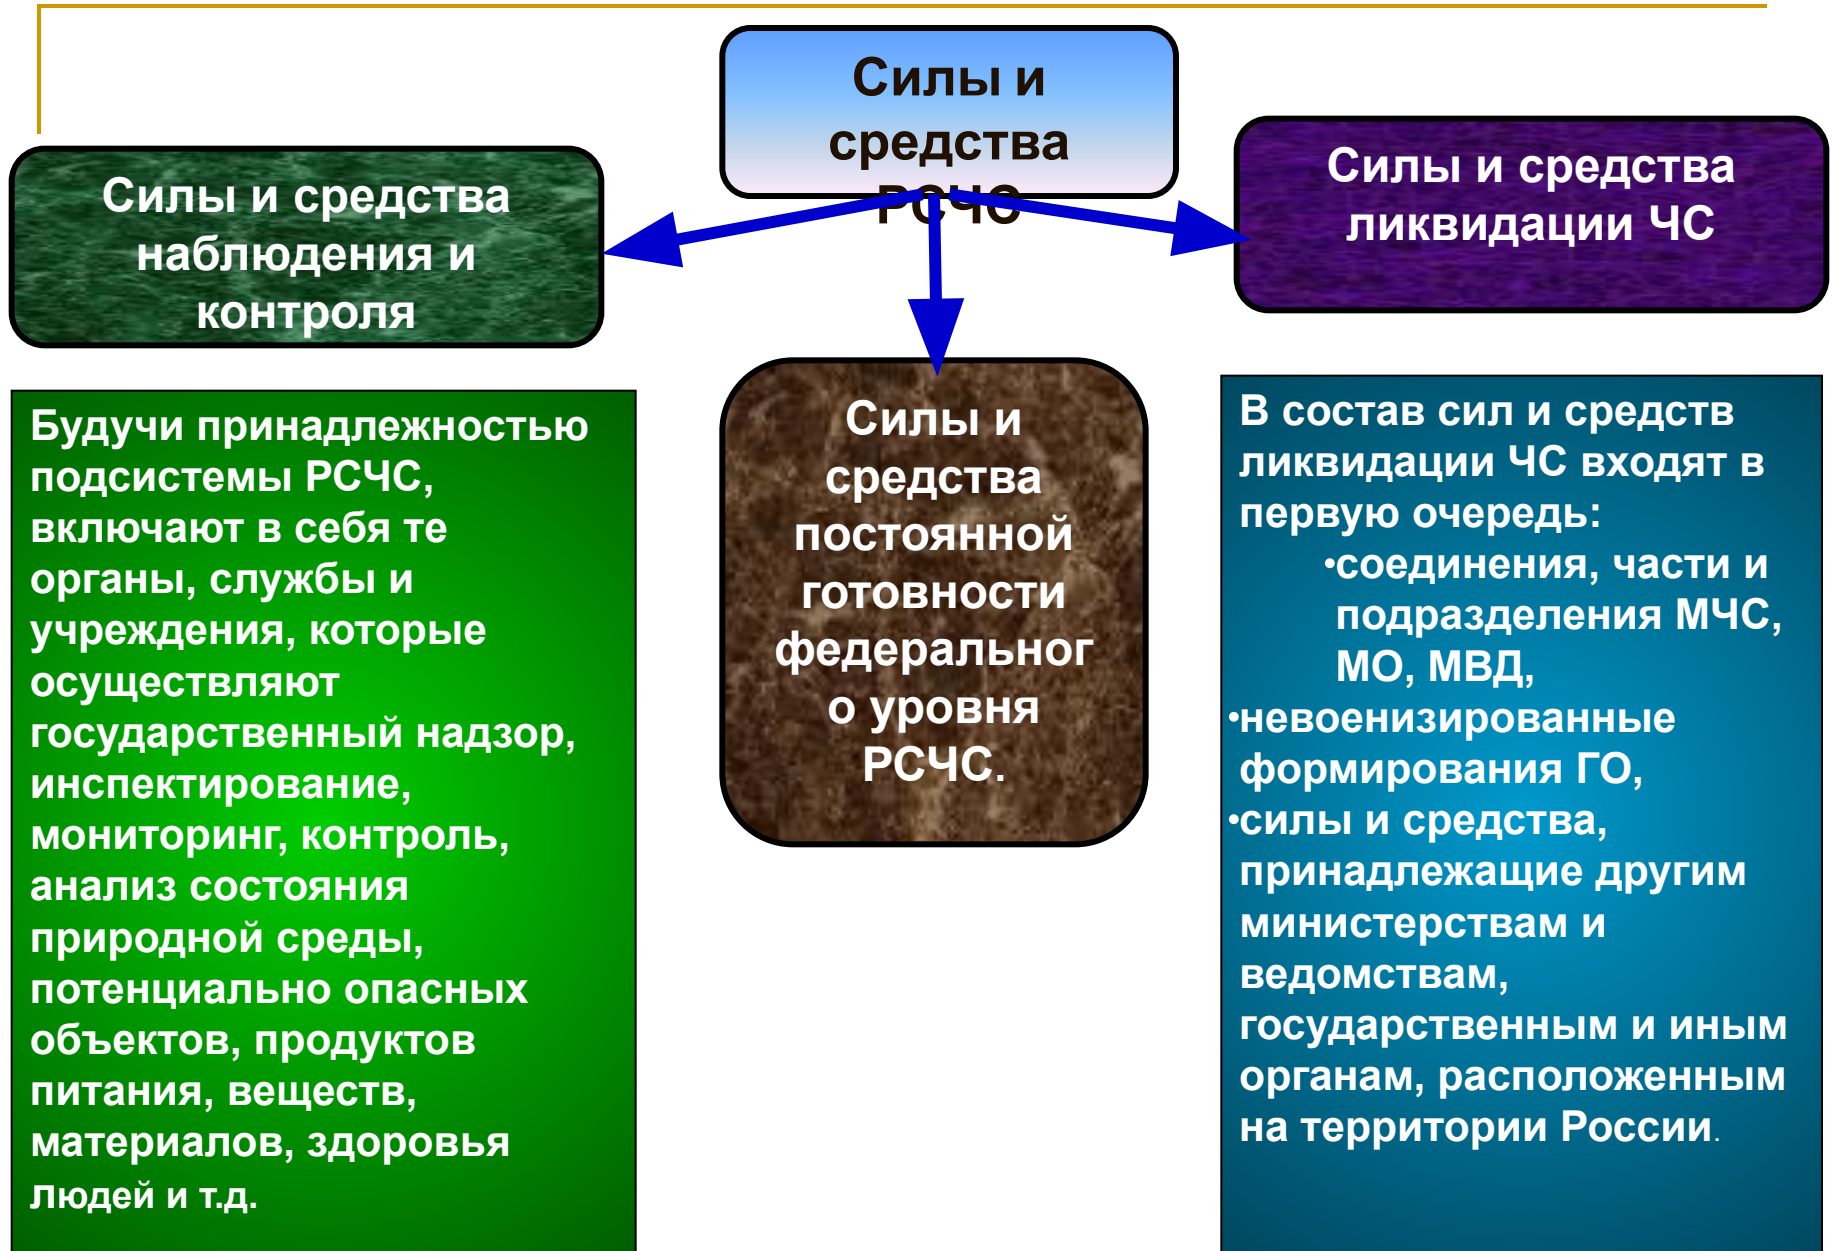 Силы и
средства
РСЧС
Силы и средства
наблюдения и
контроля
Силы и средства
ликвидации ЧС
Будучи принадлежностью
подсистемы РСЧС,
включают в себя те
органы, службы и
учреждения, которые
осуществляют
государственный надзор,
инспектирование,
мониторинг, контроль,
анализ состояния
природной среды,
потенциально опасных
объектов, продуктов
питания, веществ,
материалов, здоровья
людей и т.д.
Силы и
средства
постоянной
готовности
федеральног
о уровня
РСЧС.
В состав сил и средств
ликвидации ЧС входят в
первую очередь:
•соединения, части и
подразделения МЧС,
МО, МВД,
•невоенизированные
формирования ГО,
•силы и средства,
принадлежащие другим
министерствам и
ведомствам,
государственным и иным
органам, расположенным
на территории России.